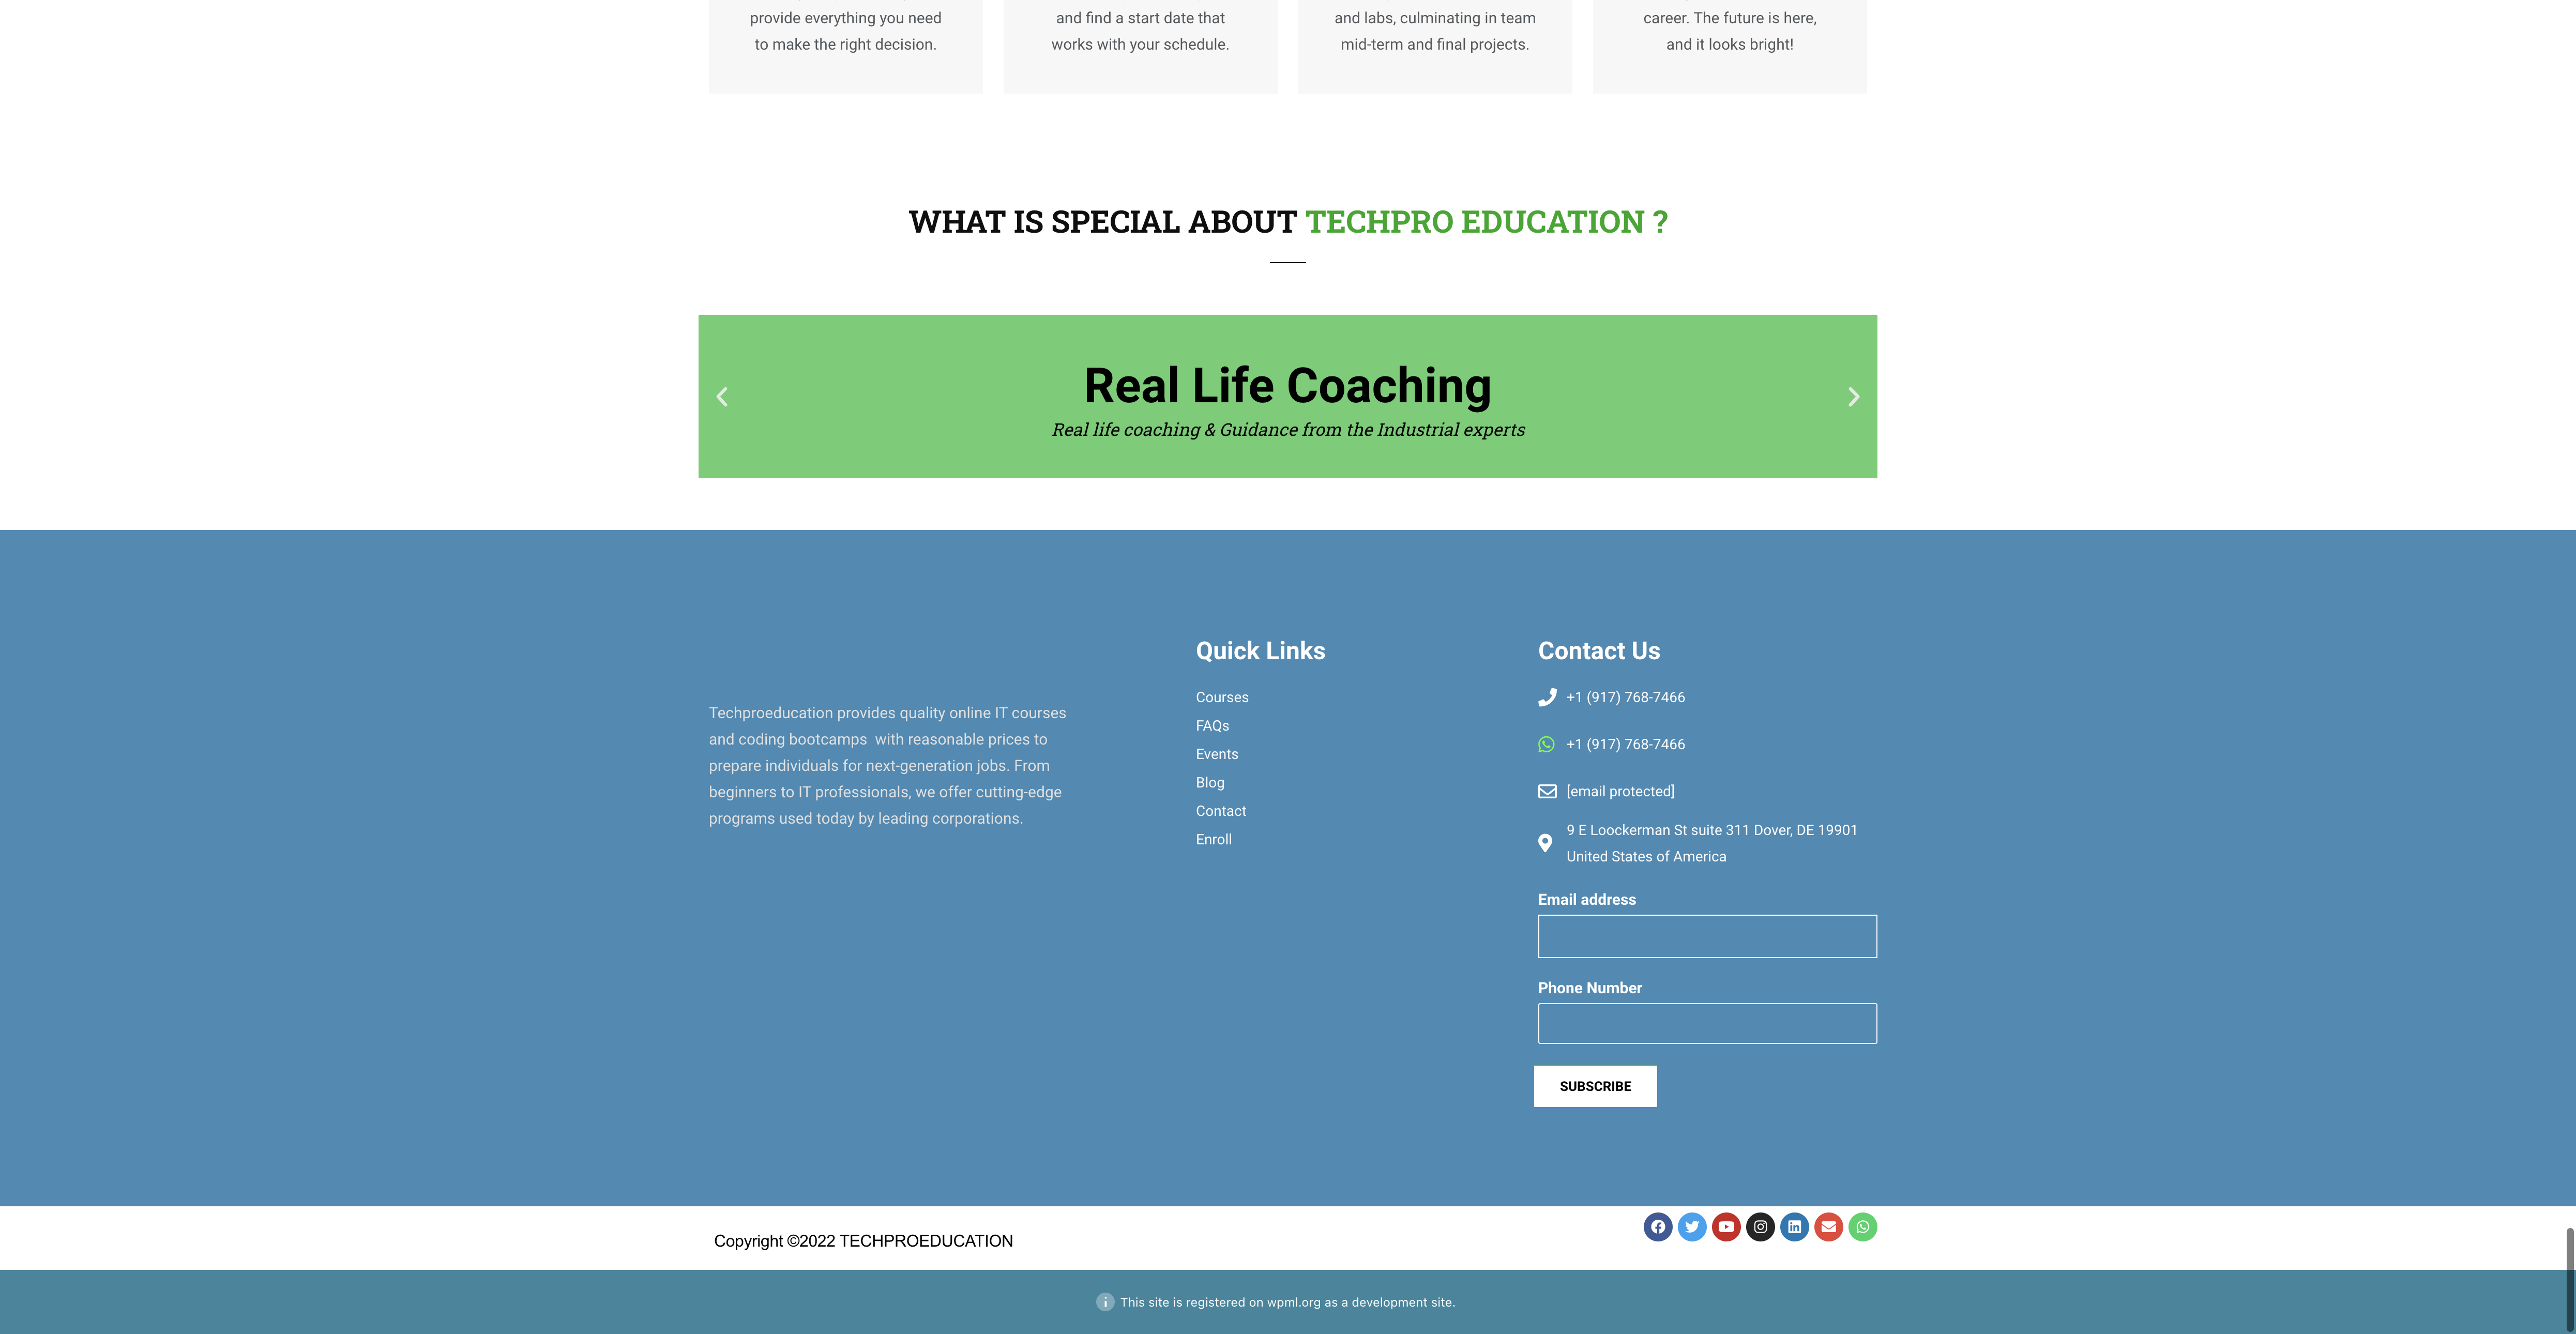 provide everything you need
to make the right decision.
and find a start date that
works with your schedule.
and labs, culminating in team
mid-term and final projects.
career. The future is here,
and it looks bright!
WHAT IS SPECIAL ABOUT TECHPRO EDUCATION ?
Real Life Coaching
Real life coaching & Guidance from the Industrial experts
Techproeducation provides quality online IT courses
and coding bootcamps  with reasonable prices to
prepare individuals for next-generation jobs. From
beginners to IT professionals, we offer cutting-edge
programs used today by leading corporations.
Quick Links
Courses
FAQs
Events
Blog
Contact
Enroll
Contact Us
+1 (917) 768-7466
+1 (917) 768-7466
[email protected]
9 E Loockerman St suite 311 Dover, DE 19901
United States of America
Email address
Phone Number
SUBSCRIBE
Copyright ©2022 TECHPROEDUCATION
This site is registered on wpml.org as a development site.